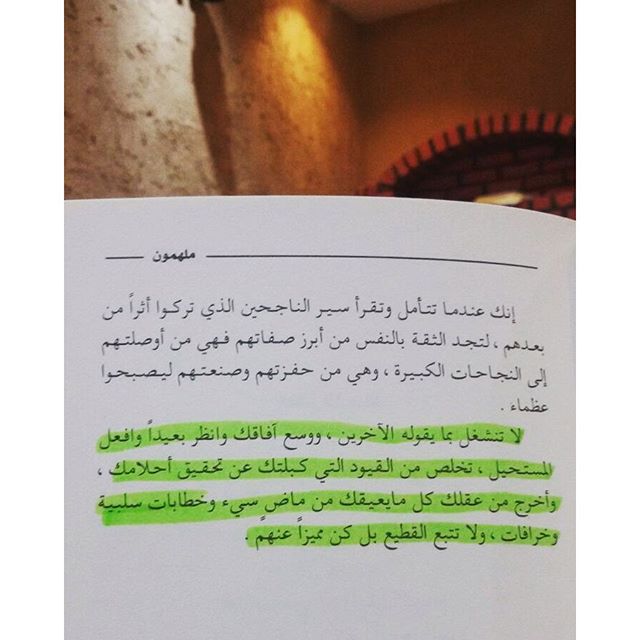 ملهمون
إنك عندما تتأمل وتقرأ سير الناجحين الذي تركوا أثراً من
بعدهم ، لتجد الثقة بالنفس من أبرز صفاتهم فهي من أوصلتهم
إلى النجاحات الكبيرة ، وهي من حفزتهم وصنعتهم ليصبحوا
عظماء .
لا تنشغل بما يقوله الآخرين ، ووسع آفاقك وانظر بعيداً وافعل
المستحيل ، تخلص من القيود التي كبلتك عن تحقيق أحلامك ،
وأخرج من عقلك كل مايعيقك من ماض سيء وخطابات سلبية
وخرافات ، ولا تتبع القطيع بل كن مميزاً عنهم .